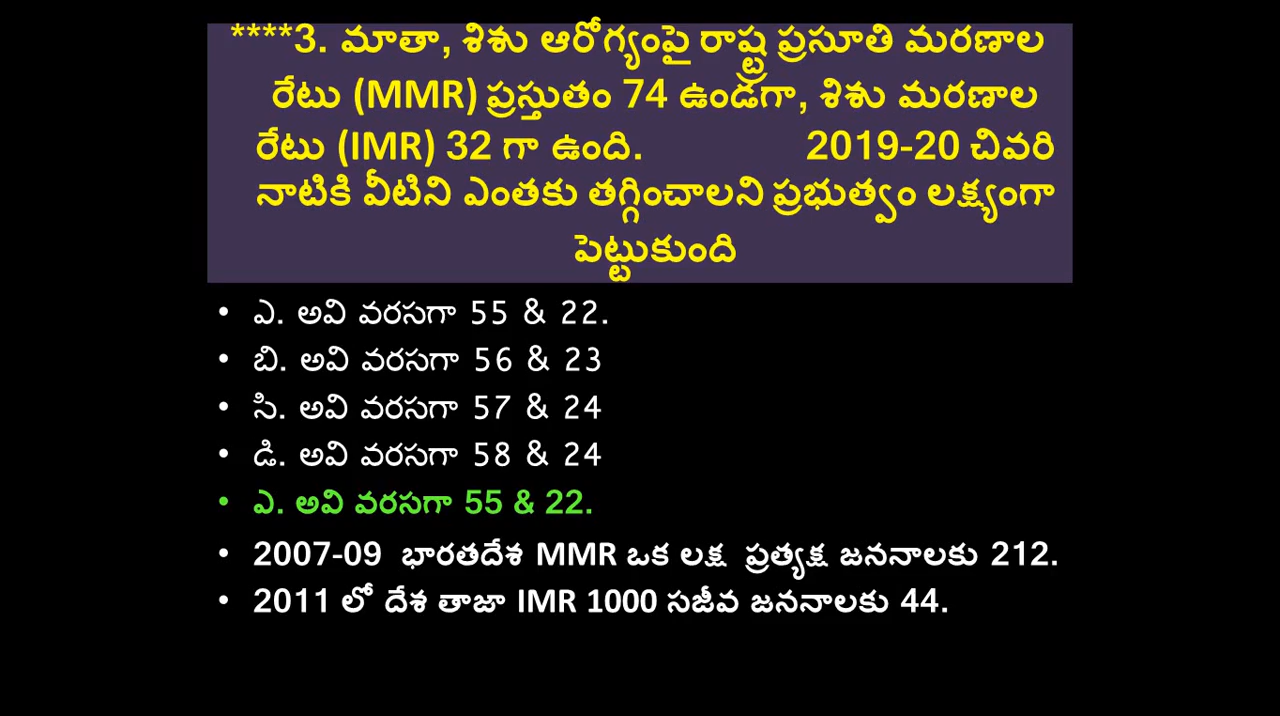 ****3. మాతా, శిశు ఆరోగ్యంపై రాష్ట్ర ప్రసూతి మరణాల
రేటు (MMR) ప్రస్తుతం 74 ఉండగా, శిశు మరణాల
రేటు (IMR) 32 గా ఉంది. 2019-20 చివరి
నాటికి వీటిని ఎంతకు తగ్గించాలని ప్రభుత్వం లక్ష్యంగా
పెట్టుకుంది
• ఎ. అవి వరసగా 55 & 22.
• బి. అవి వరసగా 56 & 23
• సి. అవి వరసగా 57 & 24
• డి. అవి వరసగా 58 & 24
• ఎ. అవి వరసగా 55 & 22.
• 2007-09 భారతదేశ MMR ఒక లక్ష ప్రత్యక్ష జననాలకు 212.
• 2011 లో దేశ తాజా IMR 1000 సజీవ జననాలకు 44.